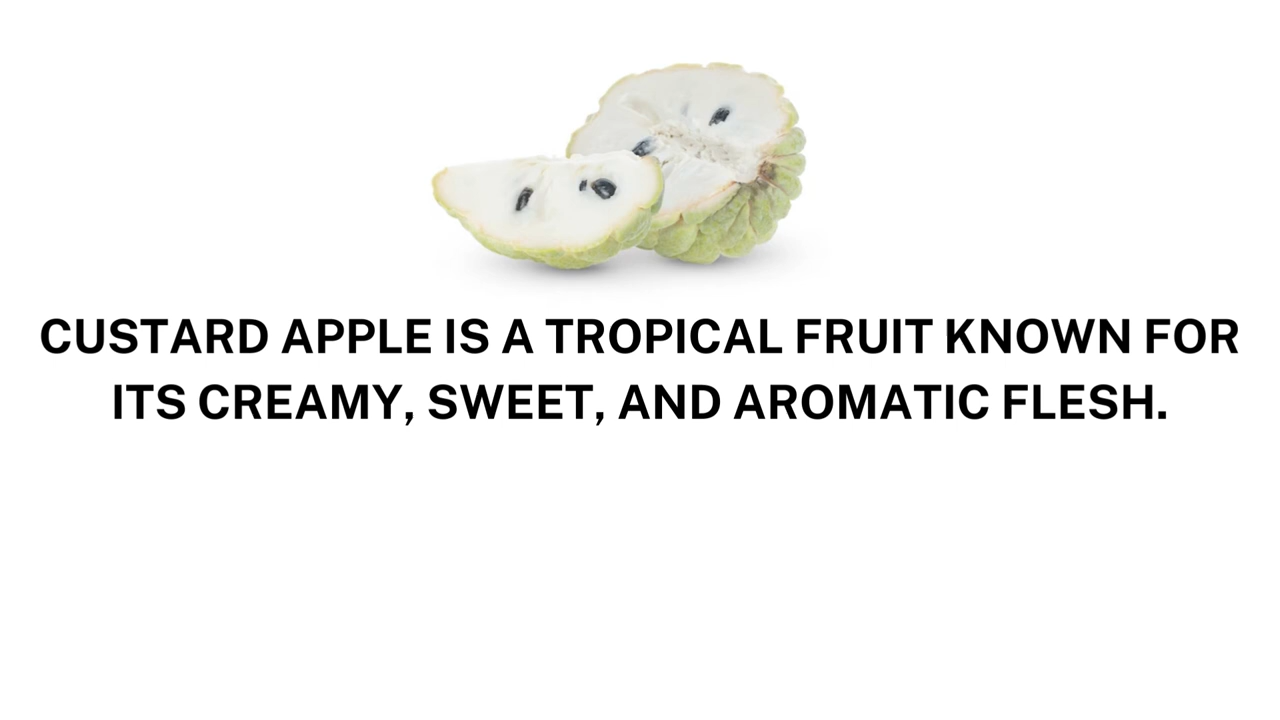 CUSTARD APPLE IS A TROPICAL FRUIT KNOWN FOR
ITS CREAMY, SWEET, AND AROMATIC FLESH.